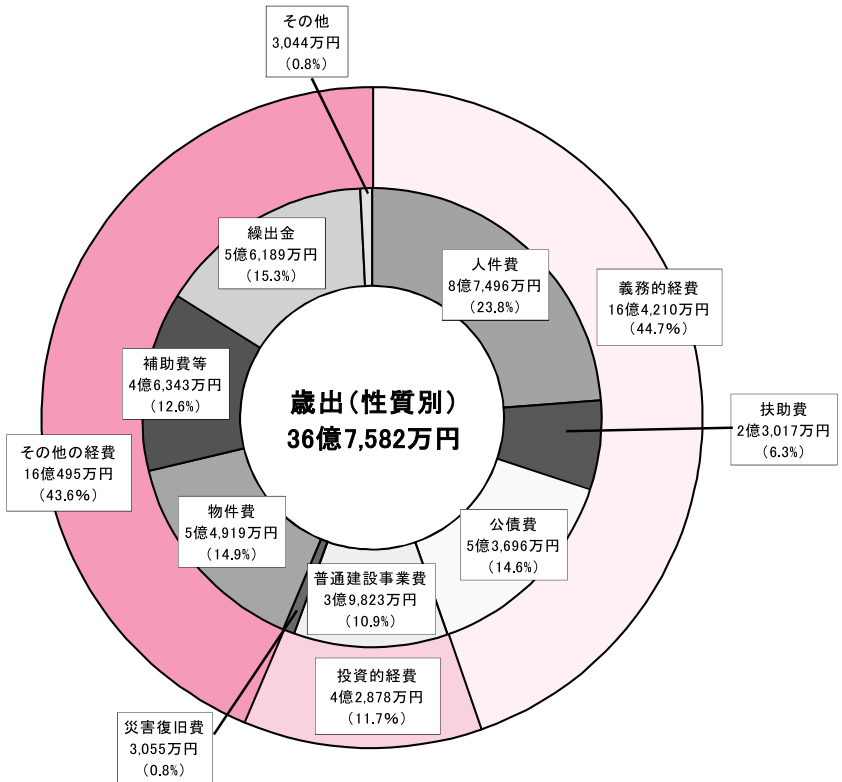 その他
3,044万円
（0.8%）
繰出金
5億6,189万円
（15.3%）
人件費
8億7,496万円
（23.8%）
義務的経費
16億4,210万円
（44.7%）
補助費等
4億6,343万円
（12.6%）
歳出（性質別）
36億7,582万円
扶助費
2億3,017万円
（6.3%）
その他の経費
16億495万円
（43.6%）
物件費
5億4,919万円
（14.9%）
公債費
5億3,696万円
（14.6%）
普通建設事業費
3億9,823万円
（10.9%）
投資的経費
4億2,878万円
（11.7%）
災害復旧費
3,055万円
（0.8%）